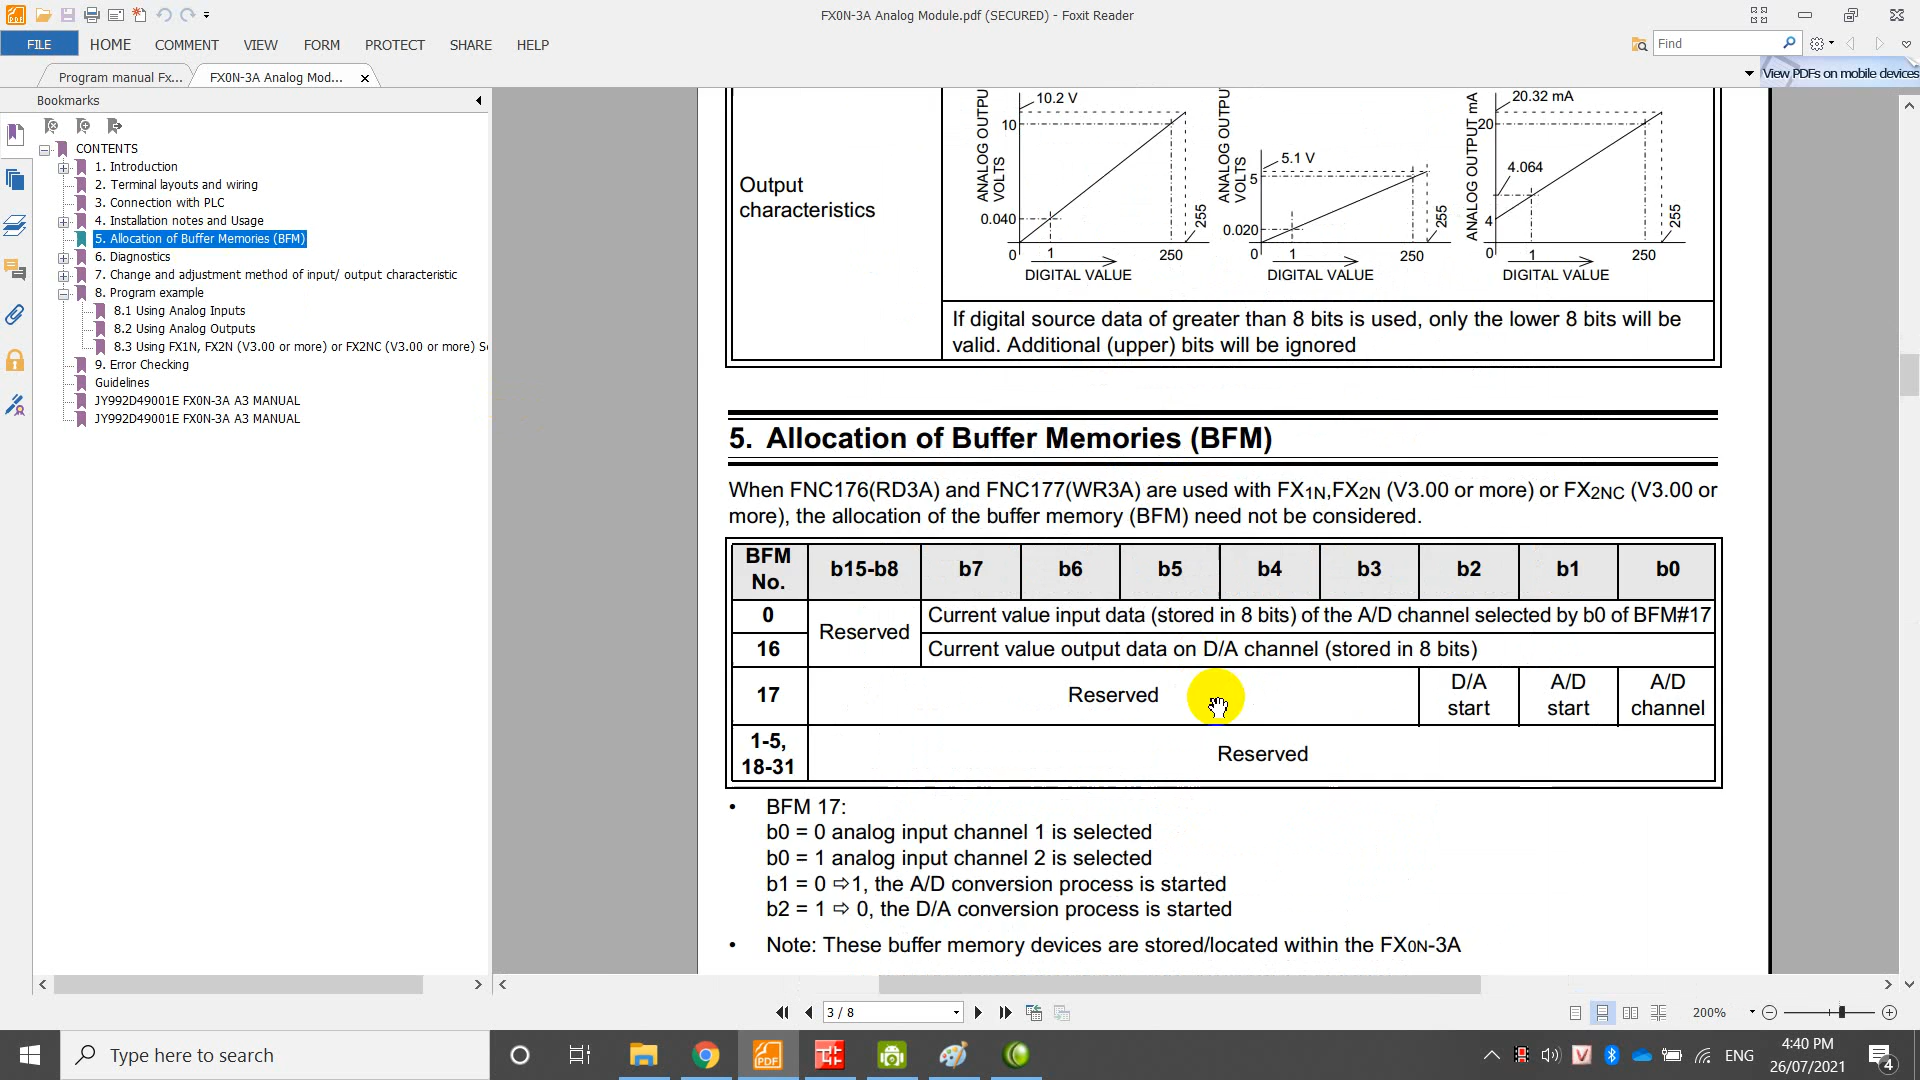 FX0N-3A Analog Module.pdf (SECURED) - Foxit Reader
FILE HOME COMMENT VIEW FORM PROTECT SHARE HELP
Find
Program manual Fx... FX0N-3A Analog Mod...
View PDFs on mobile devices
Bookmarks
CONTENTS
1. Introduction
2. Terminal layouts and wiring
3. Connection with PLC
4. Installation notes and Usage
5. Allocation of Buffer Memories (BFM)
6. Diagnostics
7. Change and adjustment method of input/ output characteristic
8. Program example
8.1 Using Analog Inputs
8.2 Using Analog Outputs
8.3 Using FX1N, FX2N (V3.00 or more) or FX2NC (V3.00 or more) S
9. Error Checking
Guidelines
JY992D49001E FX0N-3A A3 MANUAL
JY992D49001E FX0N-3A A3 MANUAL
Output
characteristics
ANALOG OUTPU
VOLTS
10.2 V
10
0.040
0
1
250
255
DIGITAL VALUE
ANALOG OUTPU
VOLTS
5.1 V
5
0.020
0
1
250
255
DIGITAL VALUE
ANALOG OUTPUT mA
20.32 mA
20
4.064
4
0
1
250
255
DIGITAL VALUE
If digital source data of greater than 8 bits is used, only the lower 8 bits will be
valid. Additional (upper) bits will be ignored
5. Allocation of Buffer Memories (BFM)
When FNC176(RD3A) and FNC177(WR3A) are used with FX1N,FX2N (V3.00 or more) or FX2NC (V3.00 or
more), the allocation of the buffer memory (BFM) need not be considered.
BFM No. b15-b8 b7 b6 b5 b4 b3 b2 b1 b0
0 Reserved Current value input data (stored in 8 bits) of the A/D channel selected by b0 of BFM#17
16 Current value output data on D/A channel (stored in 8 bits)
17 Reserved D/A start A/D start A/D channel
1-5, 18-31 Reserved
• BFM 17:
b0 = 0 analog input channel 1 is selected
b0 = 1 analog input channel 2 is selected
b1 = 0 ⇨1, the A/D conversion process is started
b2 = 1 ⇨ 0, the D/A conversion process is started
• Note: These buffer memory devices are stored/located within the FX0N-3A
3 / 8
200%
Type here to search
PDF
ENG
4:40 PM
26/07/2021
4